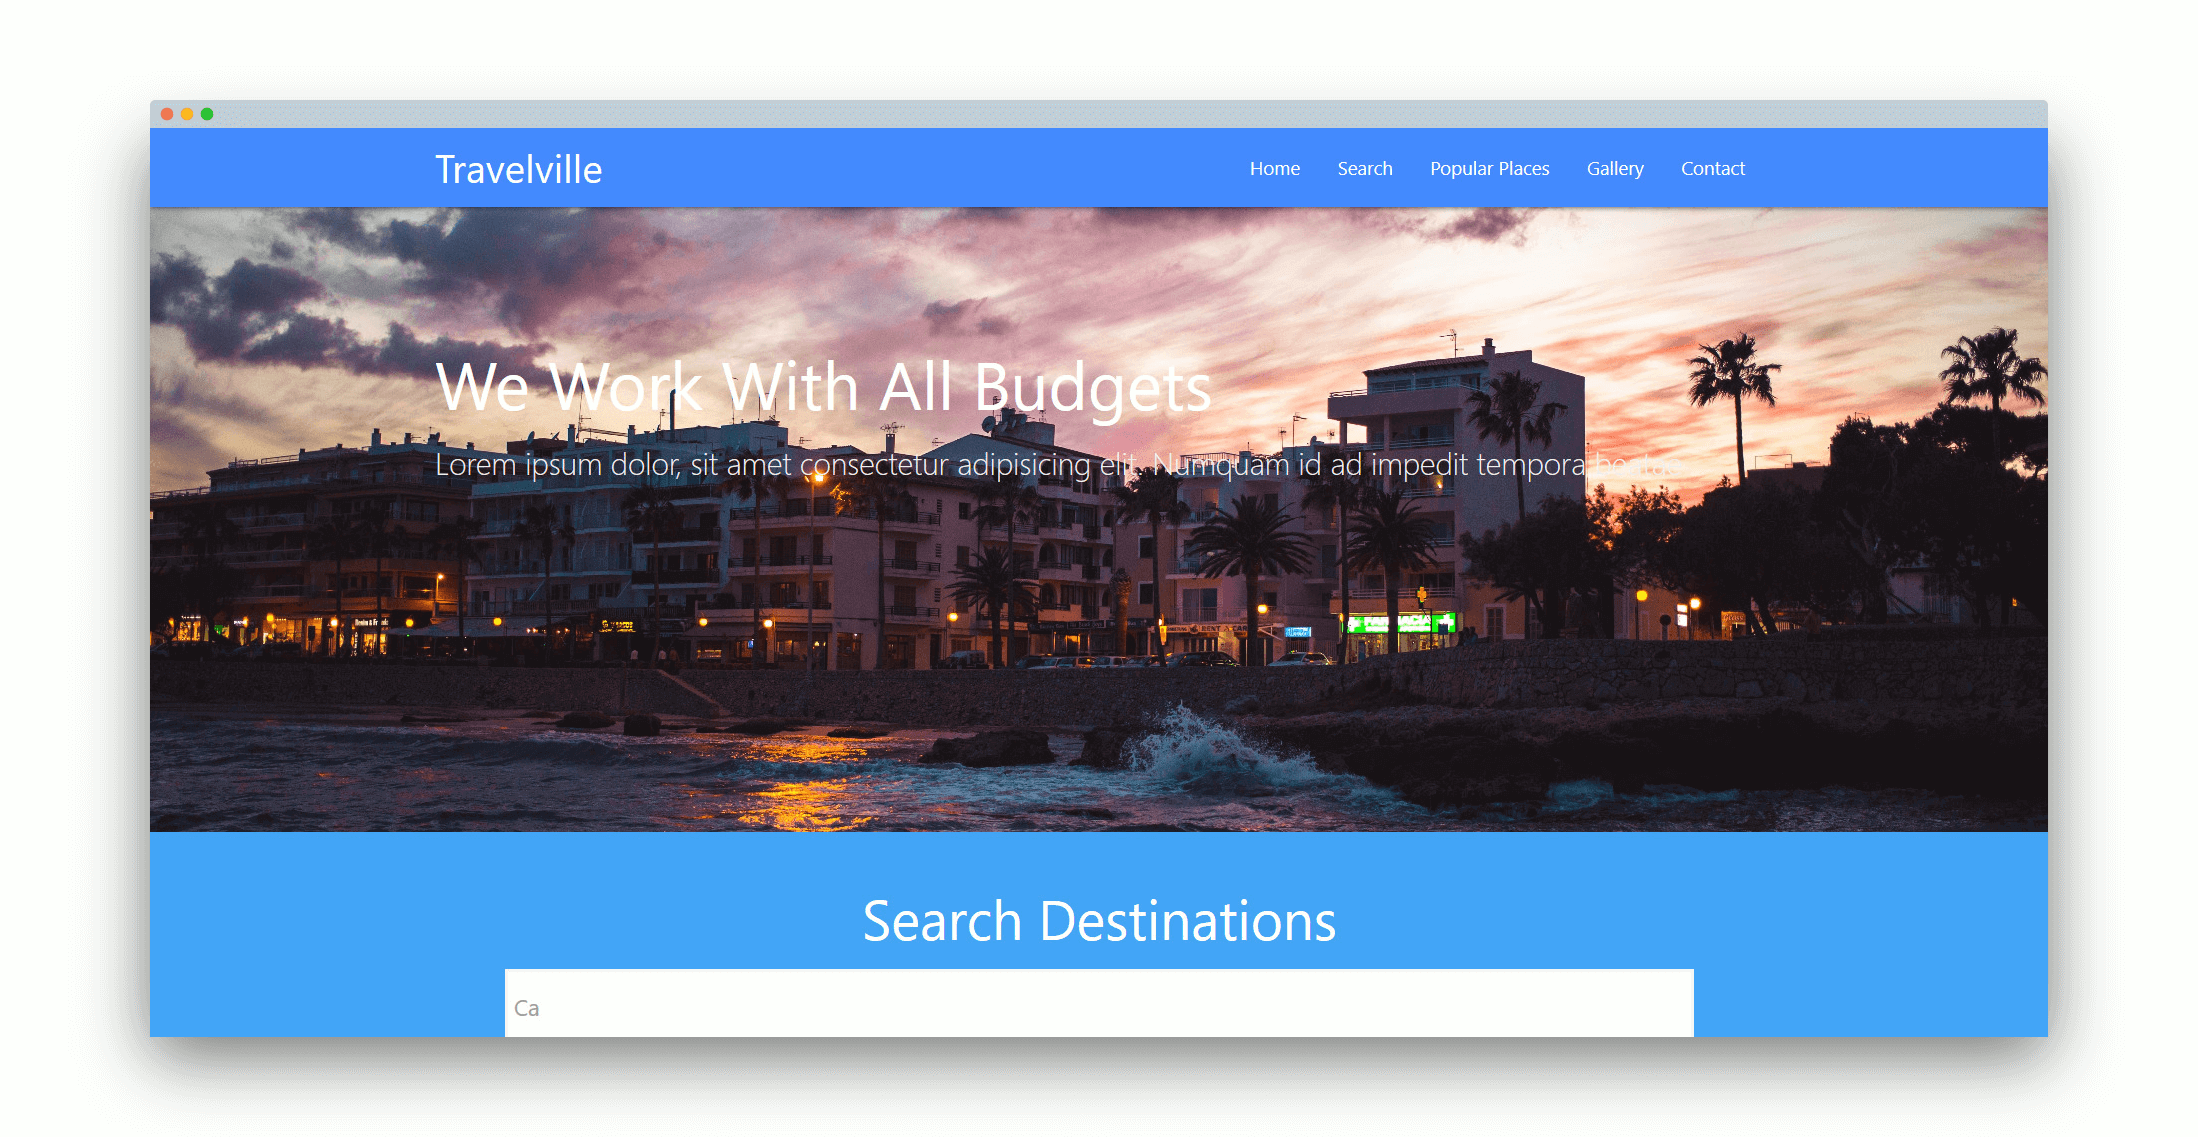 Travelville
Home Search Popular Places Gallery Contact
We Work With All Budgets
Lorem ipsum dolor, sit amet consectetur adipisicing elit. Numquam id ad impedit tempora
FARMACIA
Search Destinations
Ca